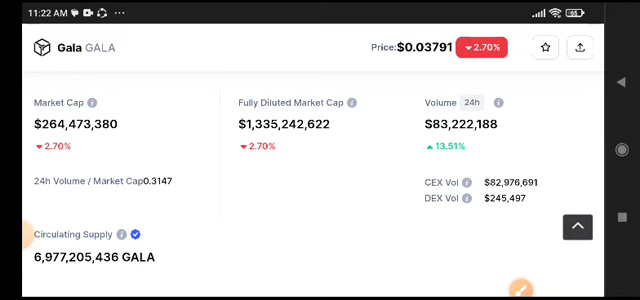 11:22 AM ... 63
Gala GALA Price:$0.03791 2.70%
Market Cap Fully Diluted Market Cap Volume 24h
$264,473,380 $1,335,242,622 $83,222,188
2.70% 2.70% 13.51%
24h Volume / Market Cap0.3147 CEX Vol $82,976,691
DEX Vol $245,497
Circulating Supply
6,977,205,436 GALA